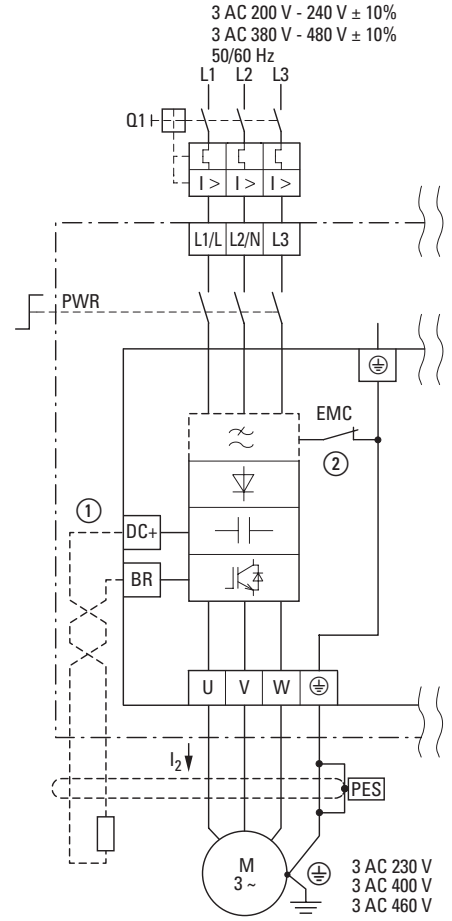 3 AC 200 V - 240 V ± 10%
3 AC 380 V - 480 V ± 10%
50/60 Hz
L1 L2 L3
Q1
I > I > I >
L1/L L2/N L3
PWR
EMC
②
①
DC+
BR
U V W
I₂
PES
M
3 ~
3 AC 230 V
3 AC 400 V
3 AC 460 V